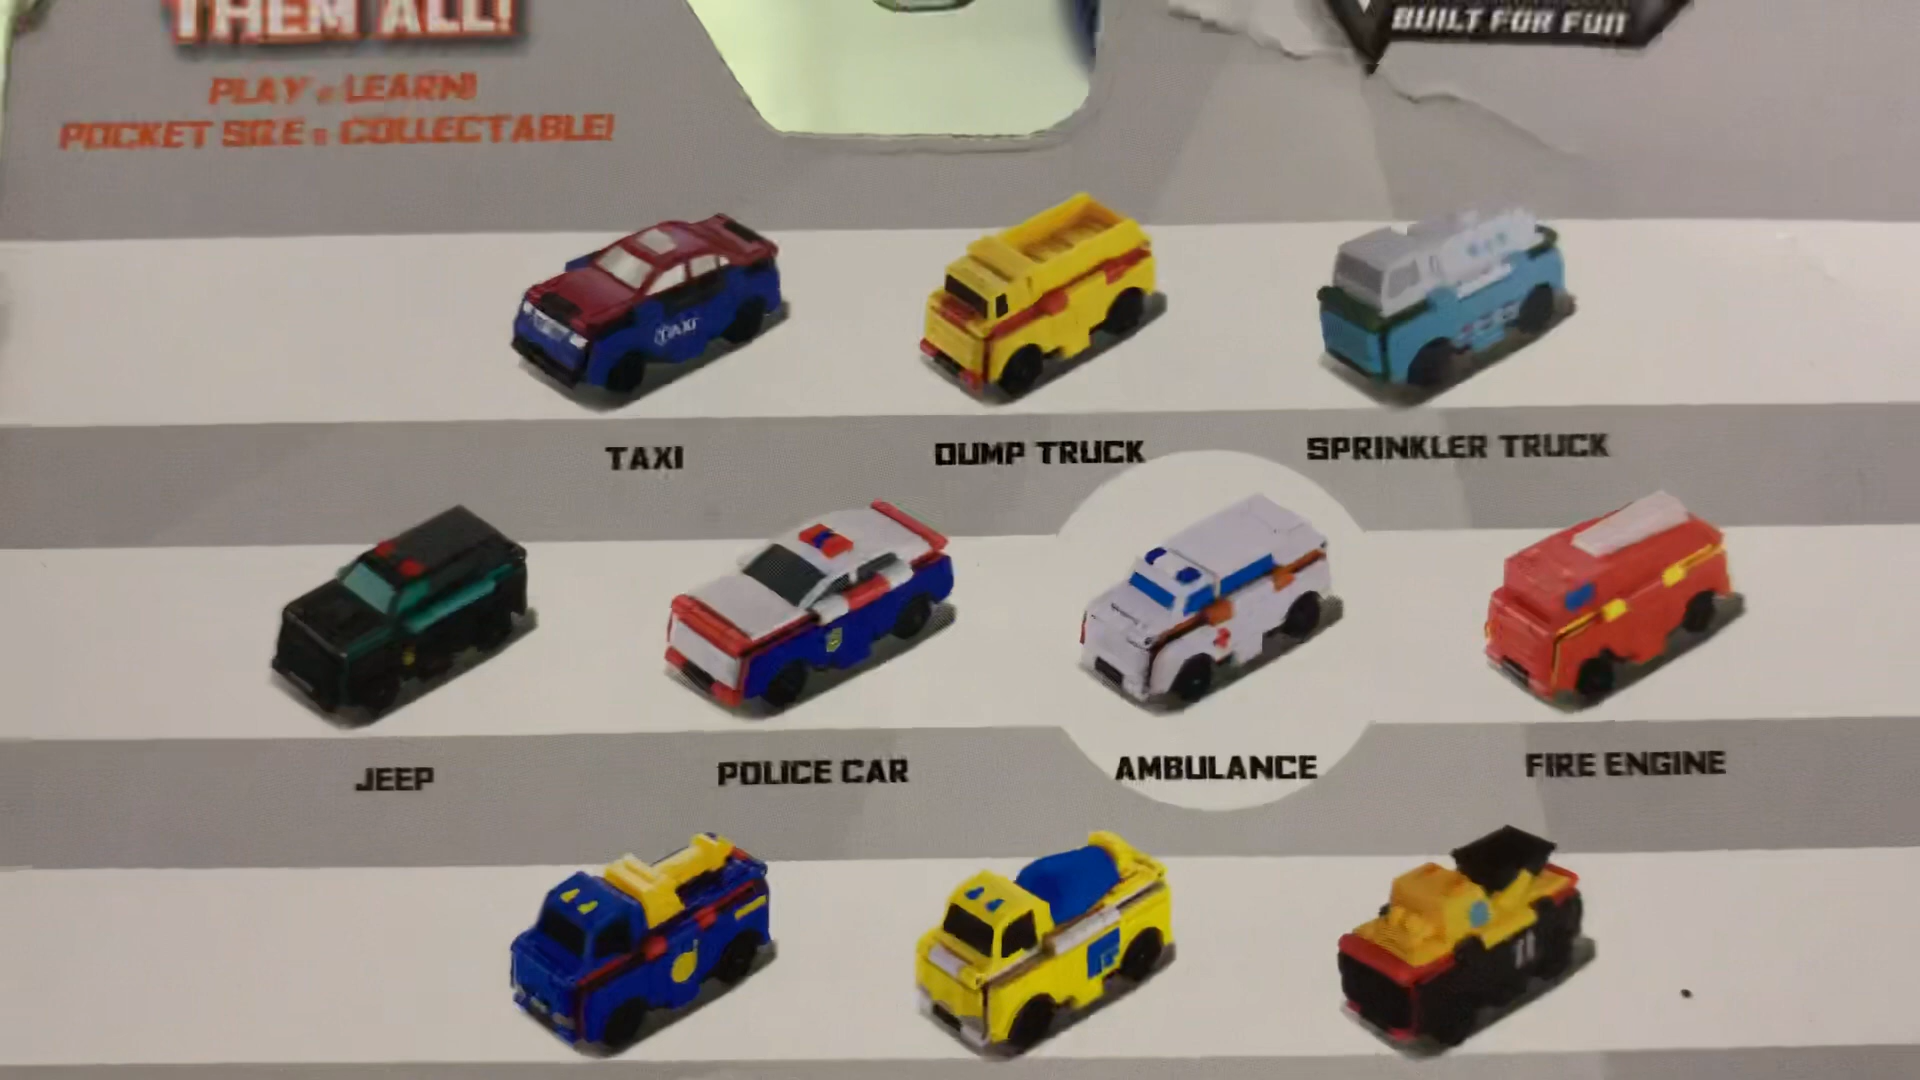 THEM ALL!
BUILT FOR FUN
PLAY & LEARN!
POCKET SIZE & COLLECTABLE!
TAXI
TAXI
DUMP TRUCK
SPRINKLER TRUCK
JEEP
POLICE CAR
AMBULANCE
FIRE ENGINE